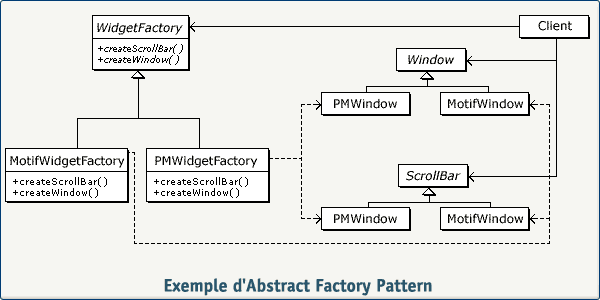 WidgetFactory
+createScrollBar()
+createWindow()
Client
Window
PMWindow
MotifWindow
MotifWidgetFactory
+createScrollBar()
+createWindow()
PMWidgetFactory
+createScrollBar()
+createWindow()
ScrollBar
PMWindow
MotifWindow
Exemple d'Abstract Factory Pattern